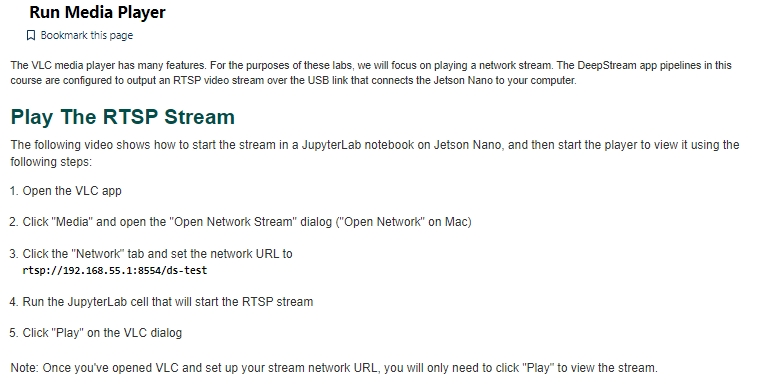 Run Media Player
Bookmark this page
The VLC media player has many features. For the purposes of these labs, we will focus on playing a network stream. The DeepStream app pipelines in this
course are configured to output an RTSP video stream over the USB link that connects the Jetson Nano to your computer.
Play The RTSP Stream
The following video shows how to start the stream in a JupyterLab notebook on Jetson Nano, and then start the player to view it using the
following steps:
1. Open the VLC app
2. Click "Media" and open the "Open Network Stream" dialog ("Open Network" on Mac)
3. Click the "Network" tab and set the network URL to
rtsp://192.168.55.1:8554/ds-test
4. Run the JupyterLab cell that will start the RTSP stream
5. Click "Play" on the VLC dialog
Note: Once you've opened VLC and set up your stream network URL, you will only need to click "Play" to view the stream.